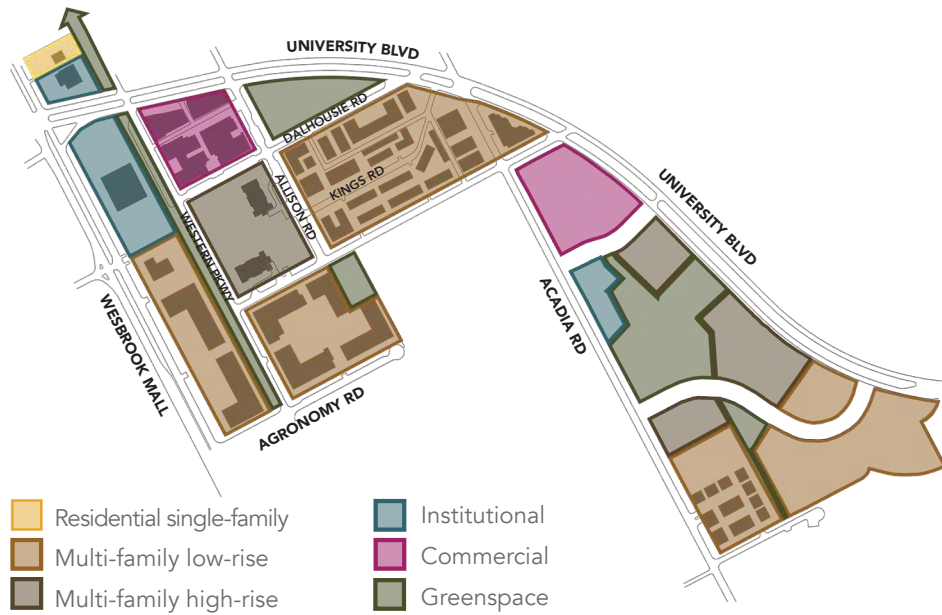 UNIVERSITY BLVD
DALHOUSIE RD
KINGS RD
ALLISON RD
WESTERN PKWY
UNIVERSITY BLVD
ACADIA RD
WESBROOK MALL
AGRONOMY RD
Residential single-family
Multi-family low-rise
Multi-family high-rise
Institutional
Commercial
Greenspace